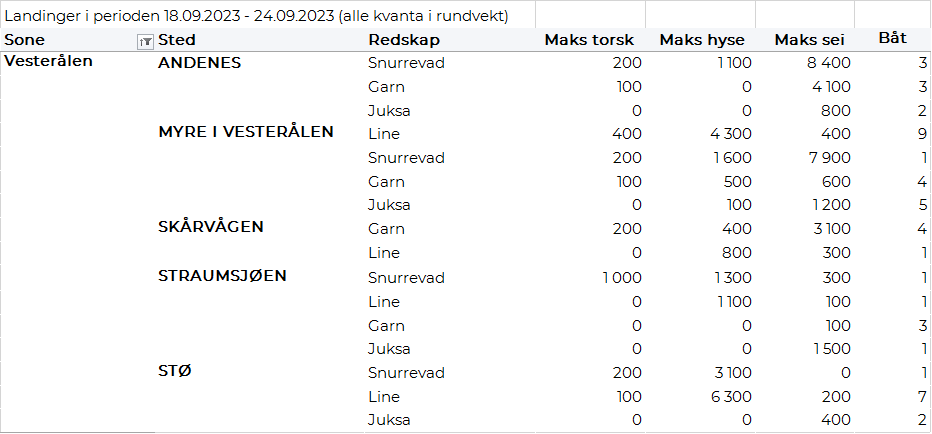 Landinger i perioden 18.09.2023 - 24.09.2023 (alle kvanta i rundvekt)
Sone Sted Redskap Maks torsk Maks hyse Maks sei Båt
Vesterålen ANDENES Snurrevad 200 1 100 8 400 3
Garn 100 0 4 100 3
Juksa 0 0 800 2
MYRE I VESTERÅLEN Line 400 4 300 400 9
Snurrevad 200 1 600 7 900 1
Garn 100 500 600 4
Juksa 0 100 1 200 5
SKÅRVÅGEN Garn 200 400 3 100 4
Line 0 800 300 1
STRAUMSJØEN Snurrevad 1 000 1 300 300 1
Line 0 1 100 100 1
Garn 0 0 100 3
Juksa 0 0 1 500 1
STØ Snurrevad 200 3 100 0 1
Line 100 6 300 200 7
Juksa 0 0 400 2